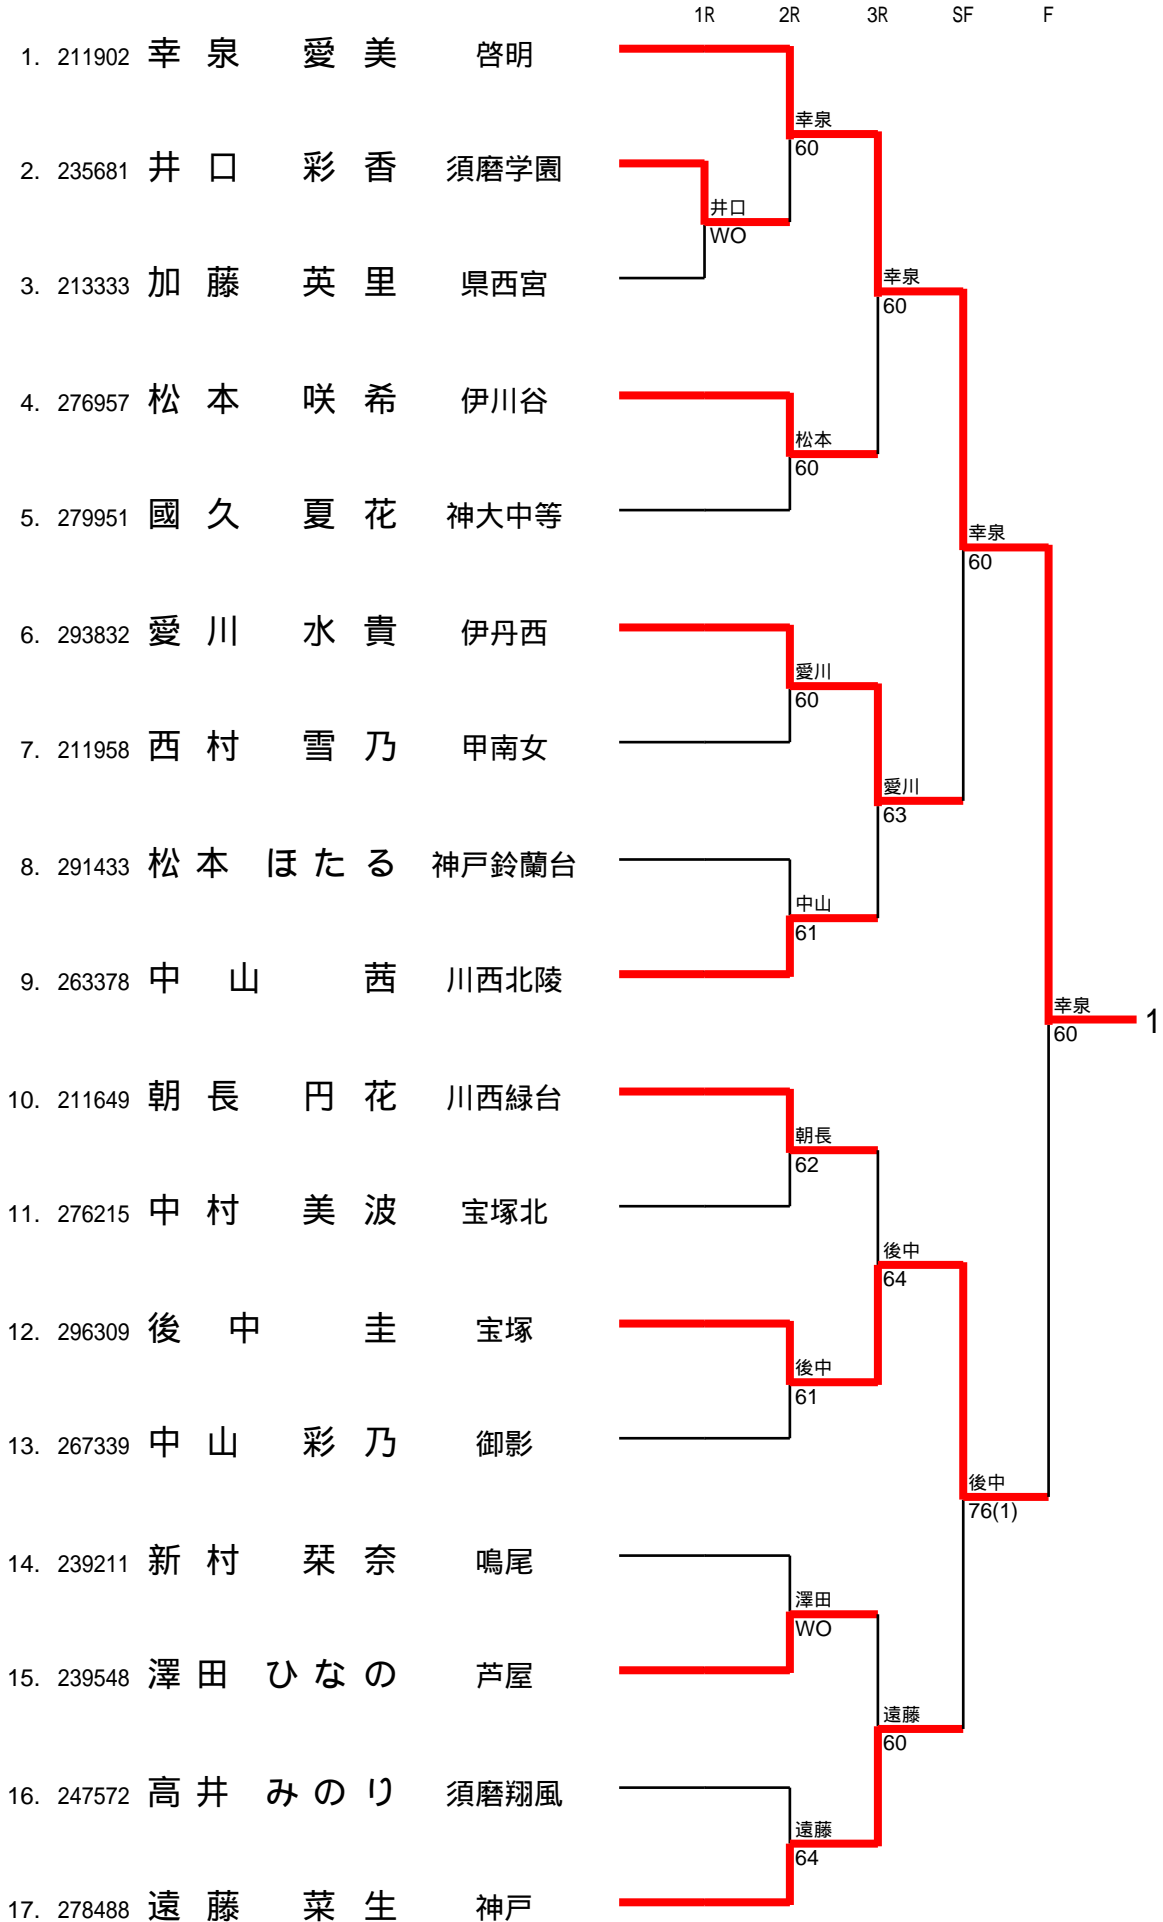 1R 2R 3R SF F
1. 211902 幸泉 愛美 啓明
幸泉
60
2. 235681 井口 彩香 須磨学園
井口
WO
3. 213333 加藤 英里 県西宮
幸泉
60
4. 276957 松本 咲希 伊川谷
松本
60
5. 279951 國久 夏花 神大中等
幸泉
60
6. 293832 愛川 水貴 伊丹西
愛川
60
7. 211958 西村 雪乃 甲南女
愛川
63
8. 291433 松本 ほたる 神戸鈴蘭台
中山
61
9. 263378 中山 茜 川西北陵
幸泉
60
1
10. 211649 朝長 円花 川西緑台
朝長
62
11. 276215 中村 美波 宝塚北
後中
64
12. 296309 後中 圭 宝塚
後中
61
13. 267339 中山 彩乃 御影
後中
76(1)
14. 239211 新村 栞奈 鳴尾
澤田
WO
15. 239548 澤田 ひなの 芦屋
遠藤
60
16. 247572 高井 みのり 須磨翔風
遠藤
64
17. 278488 遠藤 菜生 神戸